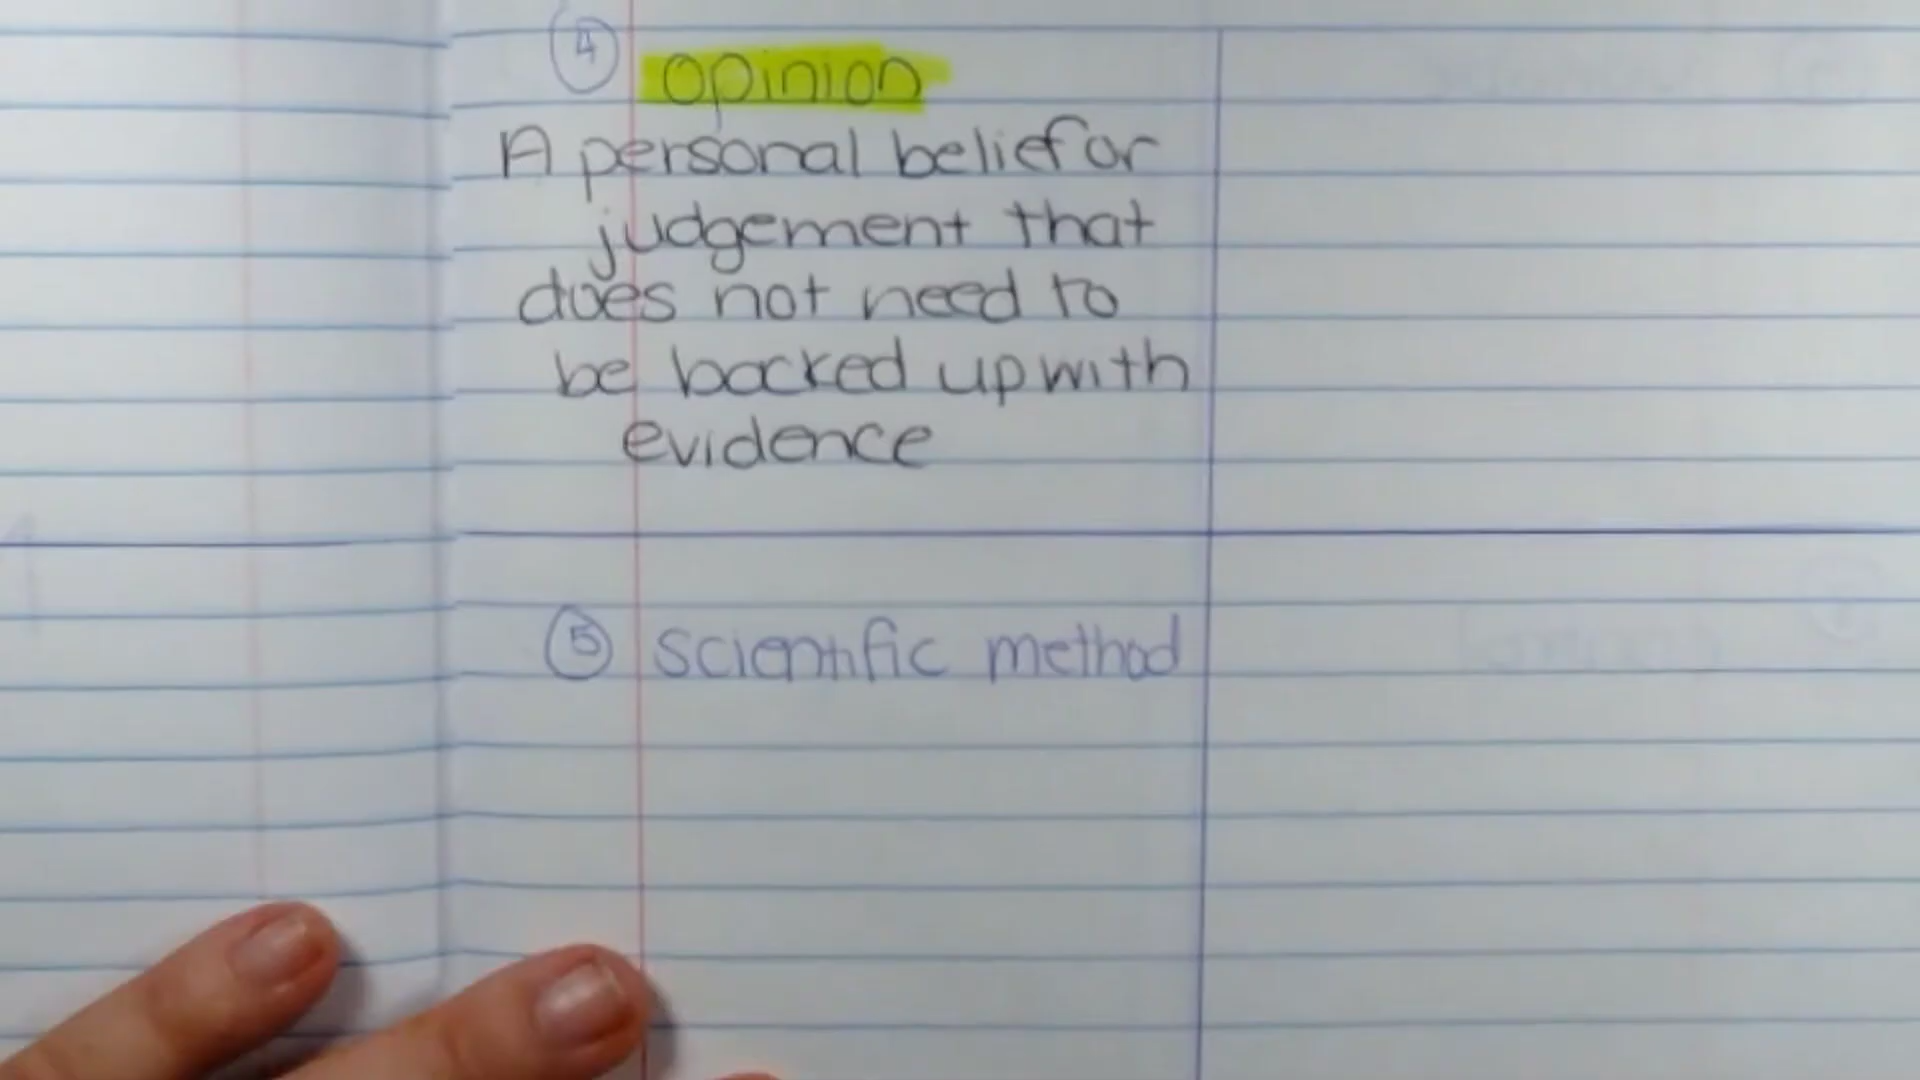 ④ opinion
A personal belief or
judgement that
does not need to
be backed up with
evidence
⑤ scientific method